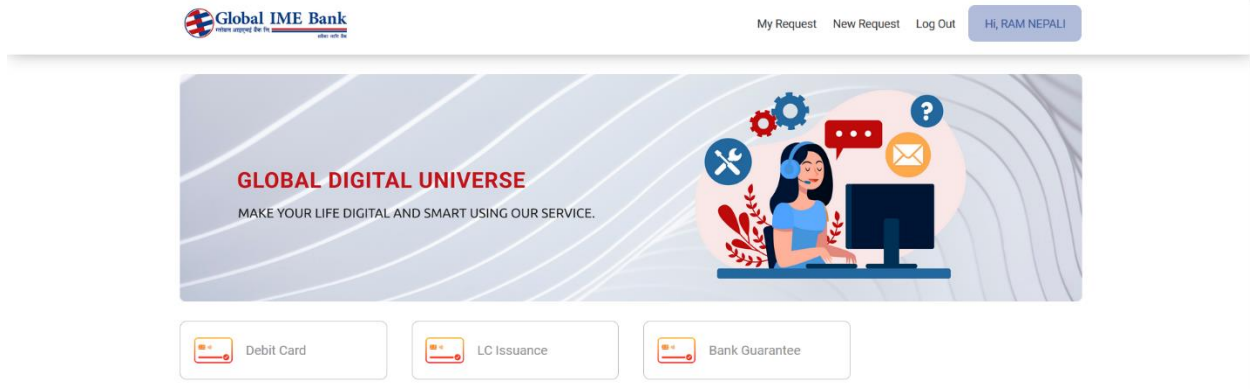 Global IME Bank
My Request New Request Log Out Hi, RAM NEPALI
GLOBAL DIGITAL UNIVERSE
MAKE YOUR LIFE DIGITAL AND SMART USING OUR SERVICE.
?
Debit Card LC Issuance Bank Guarantee